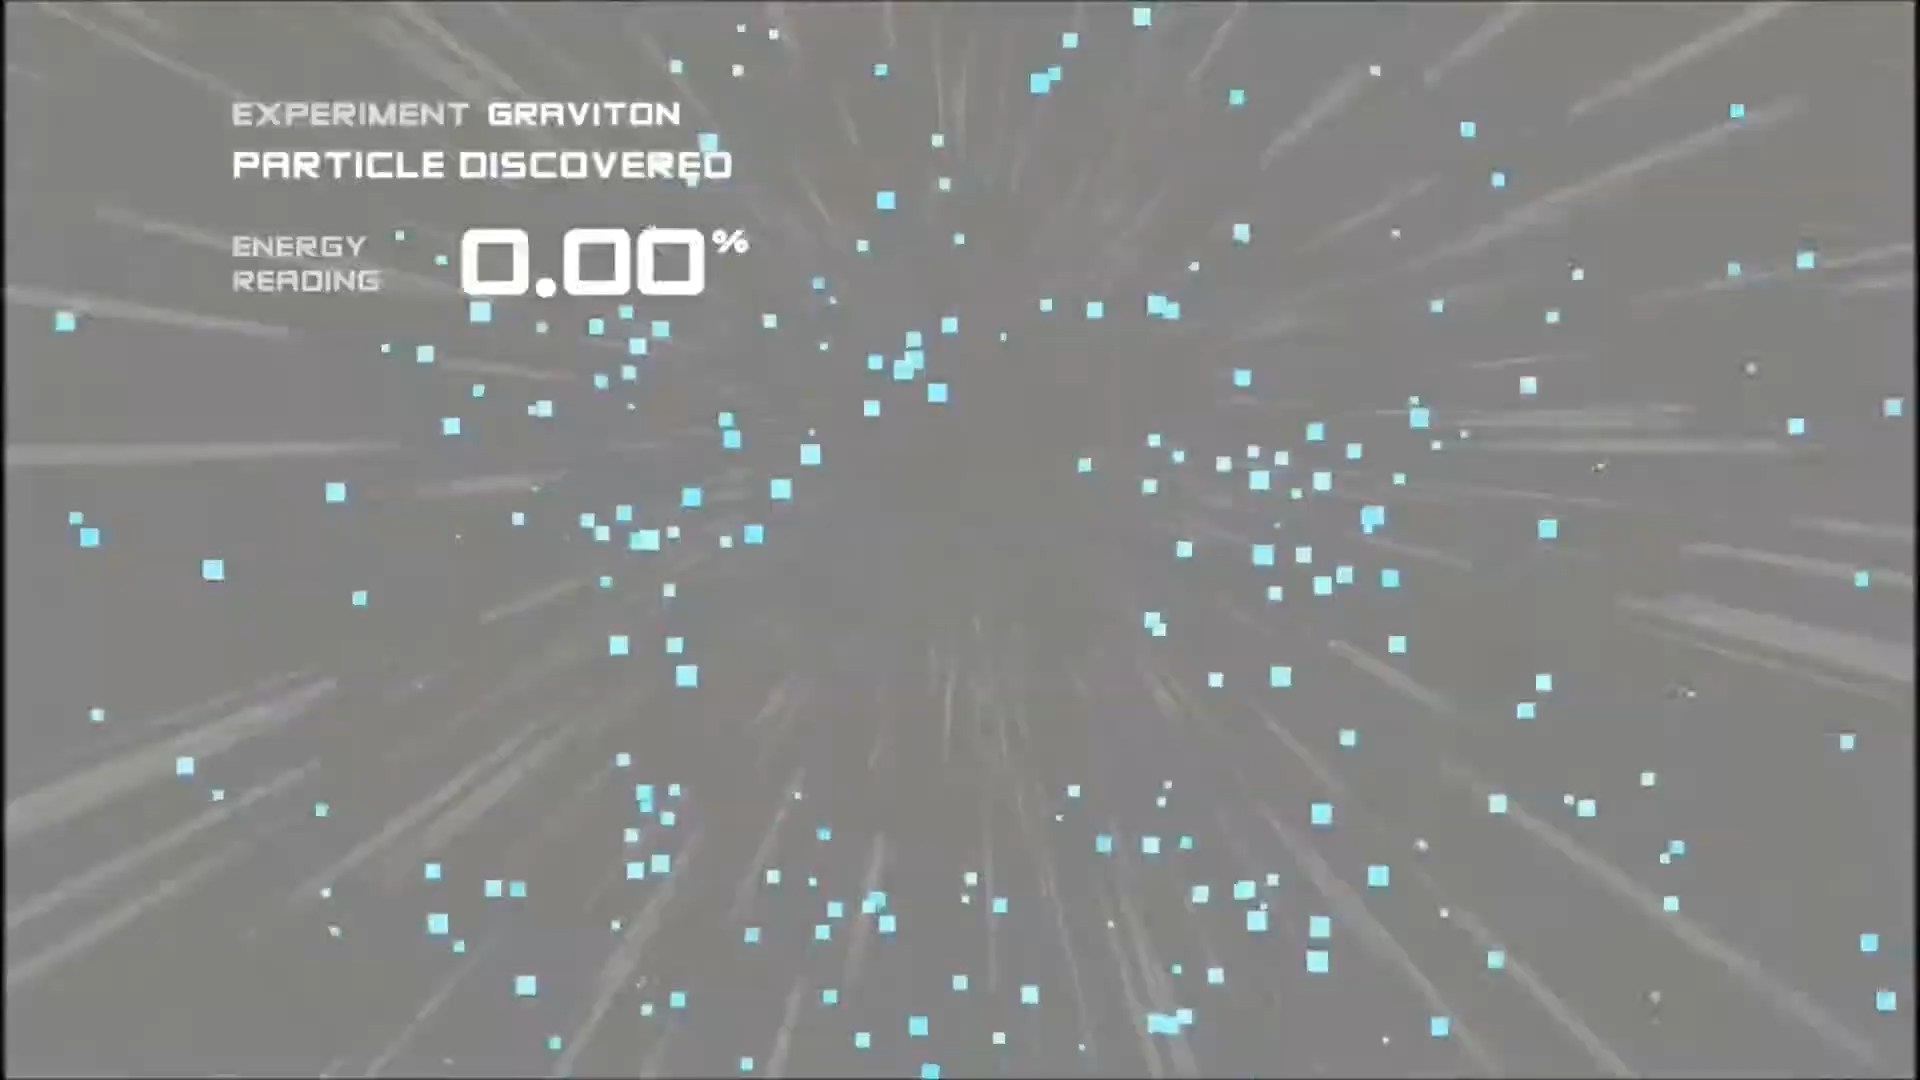 EXPERIMENT GRAVITON
PARTICLE DISCOVERED
ENERGY
READING
0.00%